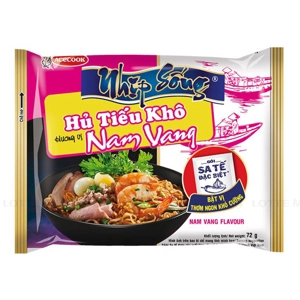 ACECOOK
Nhịp Sống
Hủ Tiếu Khô
Hương vị
Nam Vang
GÓI
SA TẾ
ĐẶC BIỆT
BẬT VỊ
THƠM NGON KHÓ CƯỠNG
NAM VANG FLAVOUR
72 g